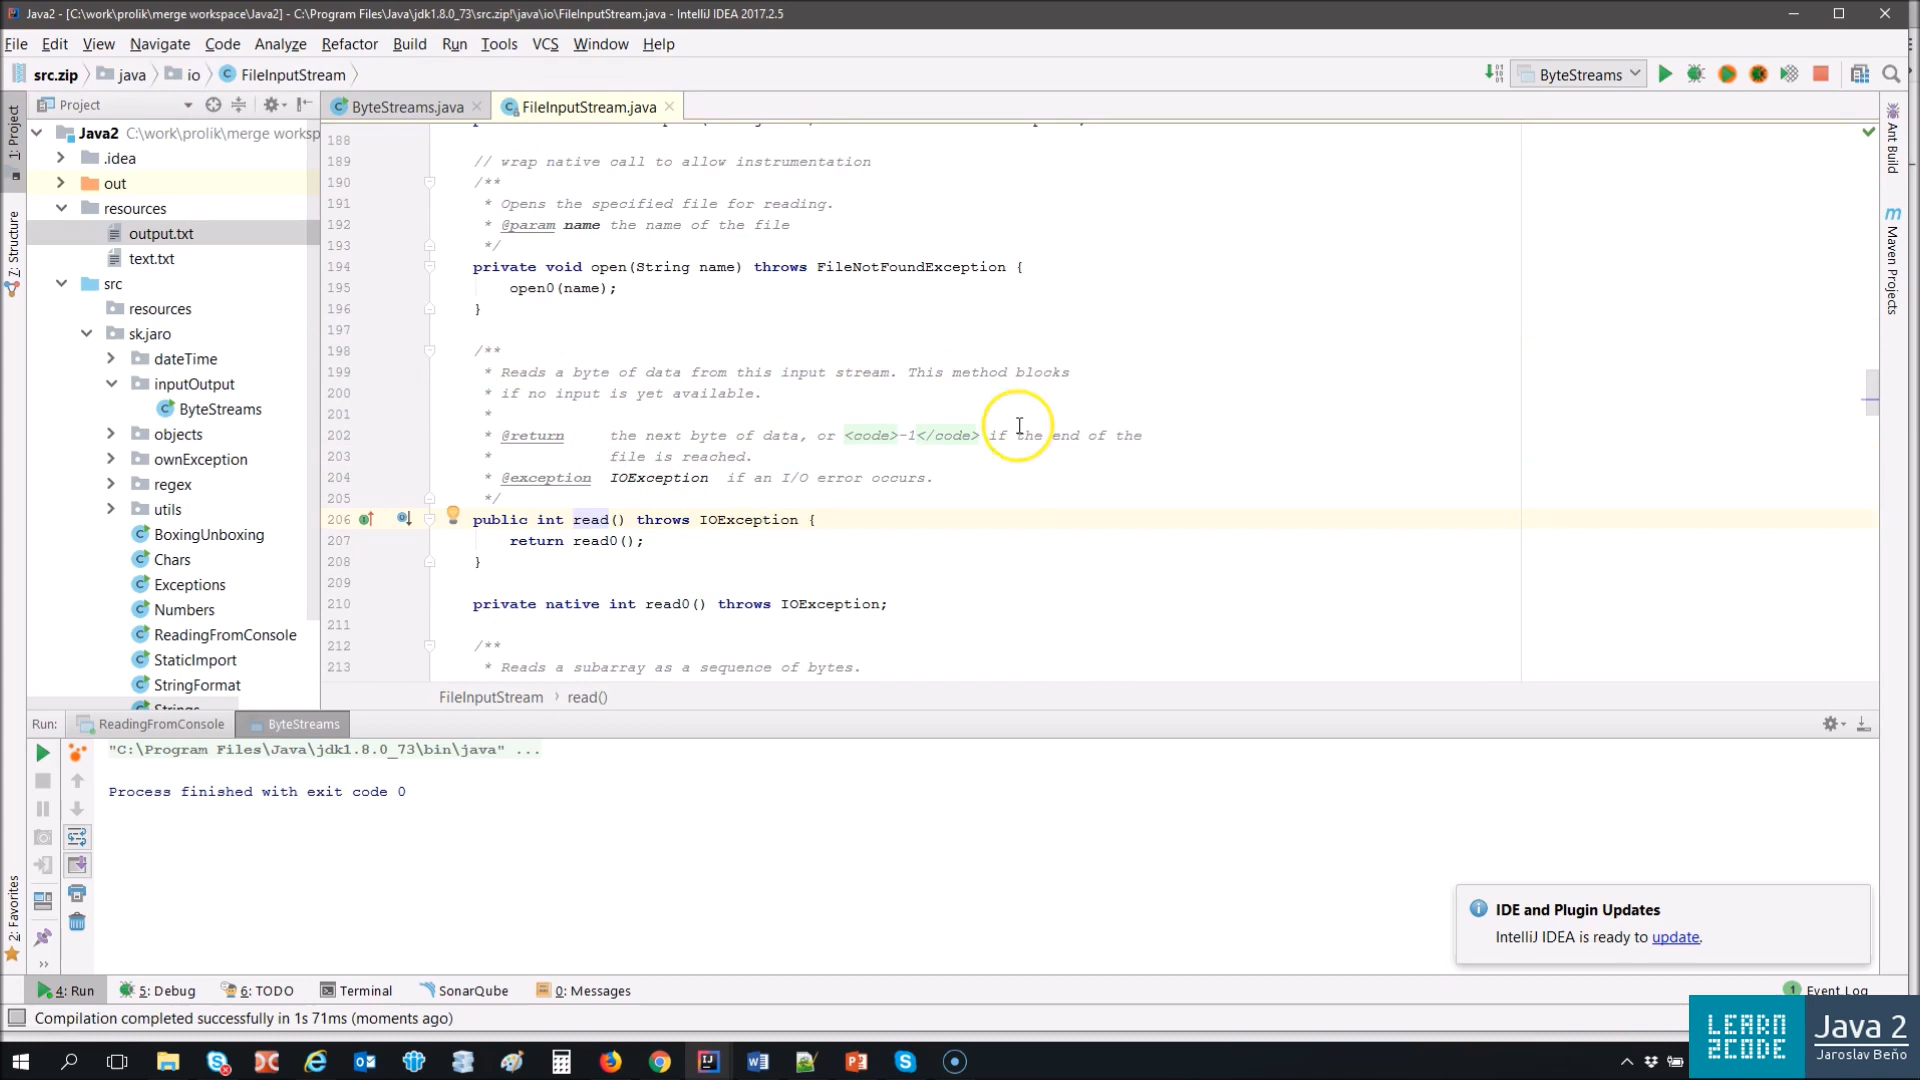 Java2 - [C:\work\prolik\merge workspace\Java2] - C:\Program Files\Java\jdk1.8.0_73\src.zip!\java\io\FileInputStream.java - IntelliJ IDEA 2017.2.5
File Edit View Navigate Code Analyze Refactor Build Run Tools VCS Window Help
src.zip java io FileInputStream ByteStreams
Project ByteStreams.java FileInputStream.java
1: Project
7: Structure
2: Favorites
Java2 C:\work\prolik\merge worksp
.idea
out
resources
output.txt
text.txt
src
resources
sk.jaro
dateTime
inputOutput
ByteStreams
objects
ownException
regex
utils
BoxingUnboxing
Chars
Exceptions
Numbers
ReadingFromConsole
StaticImport
StringFormat
Strings
188
189 // wrap native call to allow instrumentation
190 /**
191 * Opens the specified file for reading.
192 * @param name the name of the file
193 */
194 private void open(String name) throws FileNotFoundException {
195 open0(name);
196 }
197
198 /**
199 * Reads a byte of data from this input stream. This method blocks
200 * if no input is yet available.
201 *
202 * @return the next byte of data, or <code>-1</code> if the end of the
203 * file is reached.
204 * @exception IOException if an I/O error occurs.
205 */
206 public int read() throws IOException {
207 return read0();
208 }
209
210 private native int read0() throws IOException;
211
212 /**
213 * Reads a subarray as a sequence of bytes.
FileInputStream › read()
Ant Build
Maven Projects
Run: ReadingFromConsole ByteStreams
"C:\Program Files\Java\jdk1.8.0_73\bin\java" ...
Process finished with exit code 0
IDE and Plugin Updates
IntelliJ IDEA is ready to update.
4: Run 5: Debug 6: TODO Terminal SonarQube 0: Messages 1 Event Log
Compilation completed successfully in 1s 71ms (moments ago)
LEARN
2CODE
Java 2
Jaroslav Beňo